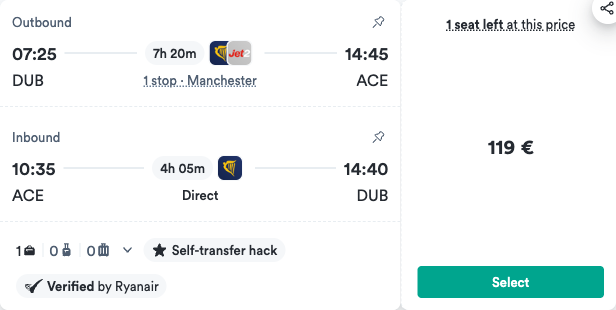 Outbound
07:25 7h 20m Jet2 14:45
DUB 1 stop · Manchester ACE
Inbound
10:35 4h 05m 14:40
ACE Direct DUB
1 0 0 Self-transfer hack
Verified by Ryanair
1 seat left at this price
119 €
Select